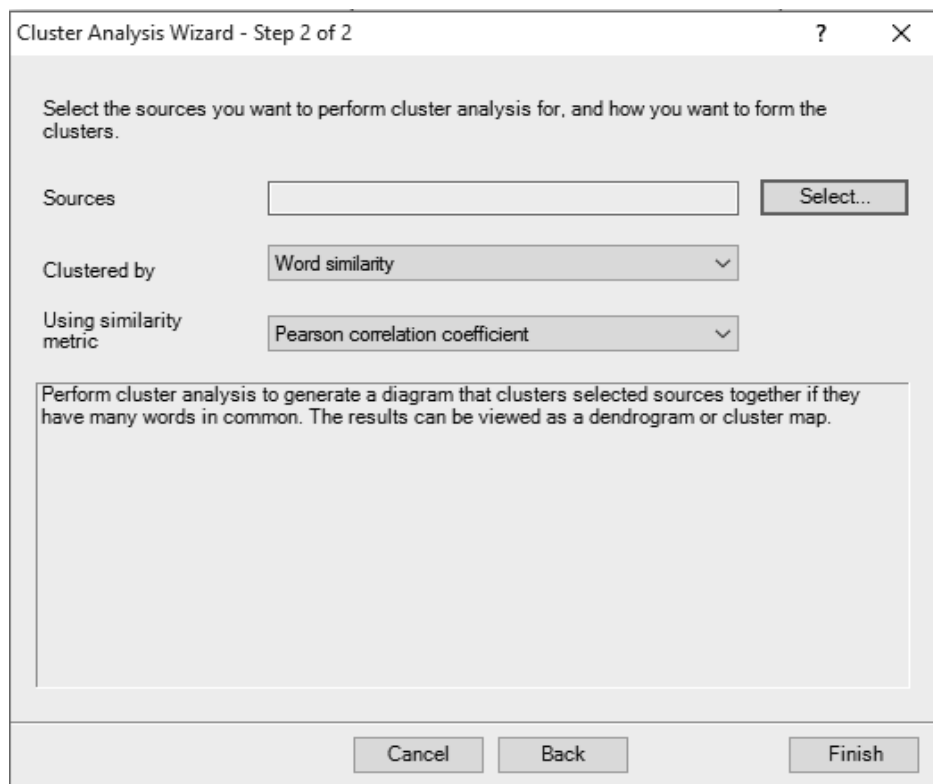 Cluster Analysis Wizard - Step 2 of 2
?
Select the sources you want to perform cluster analysis for, and how you want to form the
clusters.
Sources
Select...
Clustered by
Word similarity
Using similarity
metric
Pearson correlation coefficient
Perform cluster analysis to generate a diagram that clusters selected sources together if they
have many words in common. The results can be viewed as a dendrogram or cluster map.
Cancel
Back
Finish